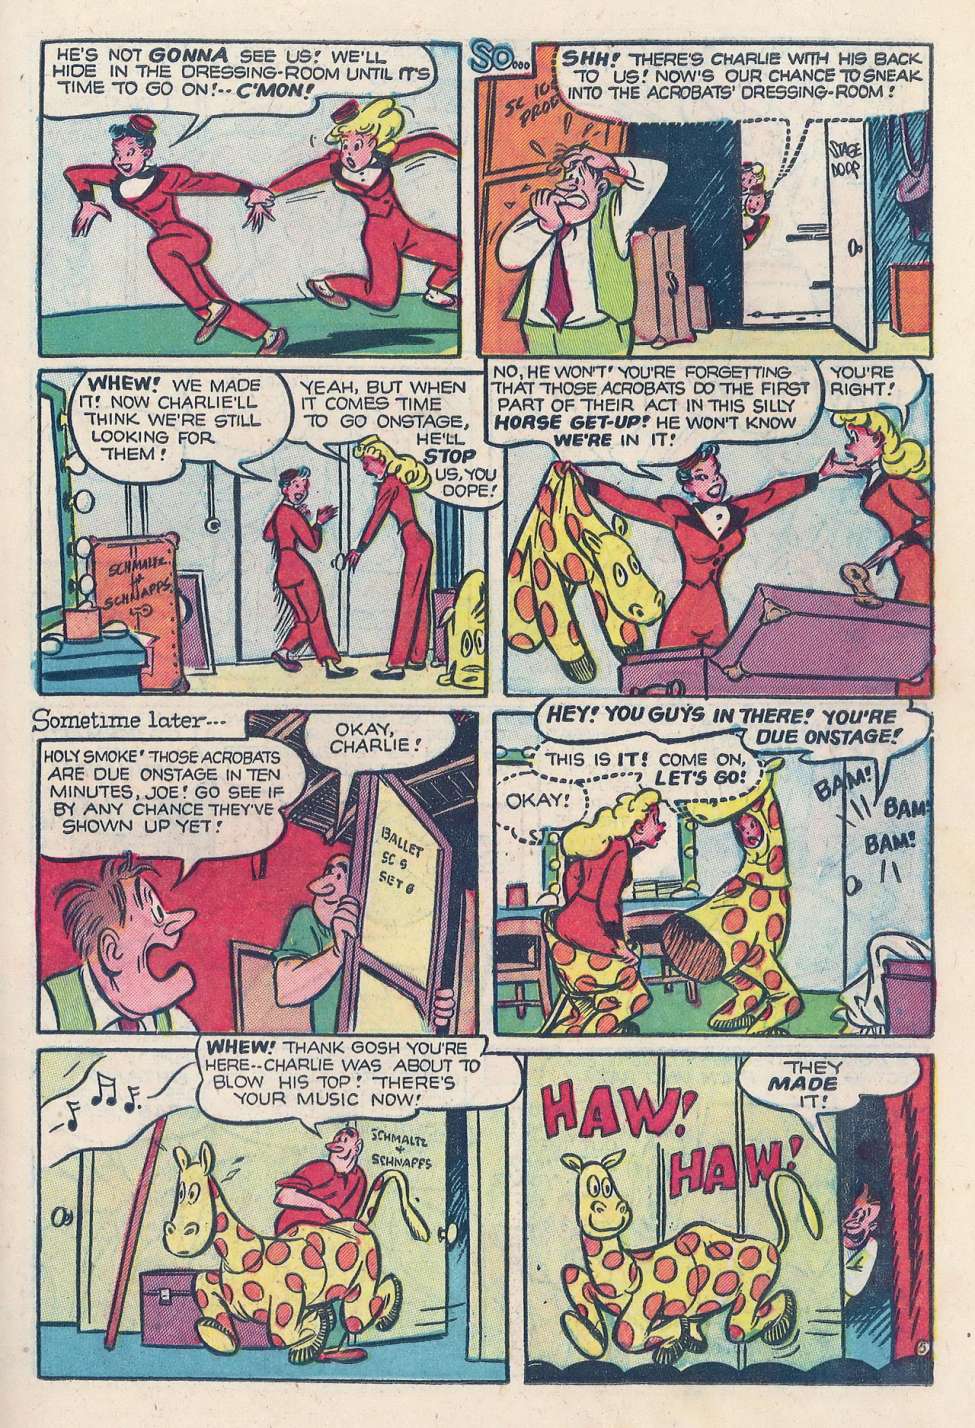 HE'S NOT GONNA SEE US! WE'LL
HIDE IN THE DRESSING-ROOM UNTIL IT'S
TIME TO GO ON!-- C'MON!
SO...
SHH! THERE'S CHARLIE WITH HIS BACK
TO US! NOW'S OUR CHANCE TO SNEAK
INTO THE ACROBATS' DRESSING-ROOM!
SC 10
PROP
STAGE
DOOR
WHEW! WE MADE
IT! NOW CHARLIE'LL
THINK WE'RE STILL
LOOKING FOR
THEM!
YEAH, BUT WHEN
IT COMES TIME
TO GO ONSTAGE,
HE'LL
STOP
US, YOU
DOPE!
SCHMALTZ
+
SCHNAPPS
NO, HE WON'T! YOU'RE FORGETTING
THAT THOSE ACROBATS DO THE FIRST
PART OF THEIR ACT IN THIS SILLY
HORSE GET-UP! HE WON'T KNOW
WE'RE IN IT!
YOU'RE
RIGHT!
Sometime later---
HOLY SMOKE! THOSE ACROBATS
ARE DUE ONSTAGE IN TEN
MINUTES, JOE! GO SEE IF
BY ANY CHANCE THEY'VE
SHOWN UP YET!
OKAY,
CHARLIE!
BALLET
SC 9
SET 6
HEY! YOU GUYS IN THERE! YOU'RE
DUE ONSTAGE!
THIS IS IT! COME ON,
LET'S GO!
OKAY!
BAM!
BAM!
BAM!
WHEW! THANK GOSH YOU'RE
HERE--CHARLIE WAS ABOUT TO
BLOW HIS TOP! THERE'S
YOUR MUSIC NOW!
SCHMALTZ
+
SCHNAPPS
THEY
MADE
IT!
HAW!
HAW!